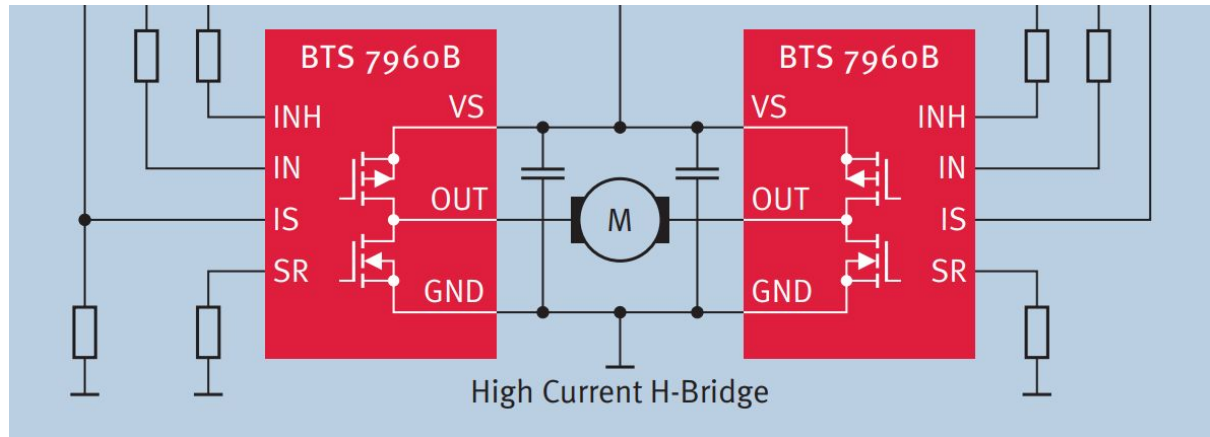 BTS 7960B
INH
IN
IS
SR
VS
OUT
GND
M
BTS 7960B
VS
OUT
GND
INH
IN
IS
SR
High Current H-Bridge